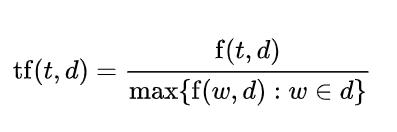 tf(t, d) = f(t, d) / max{f(w, d) : w ∈ d}